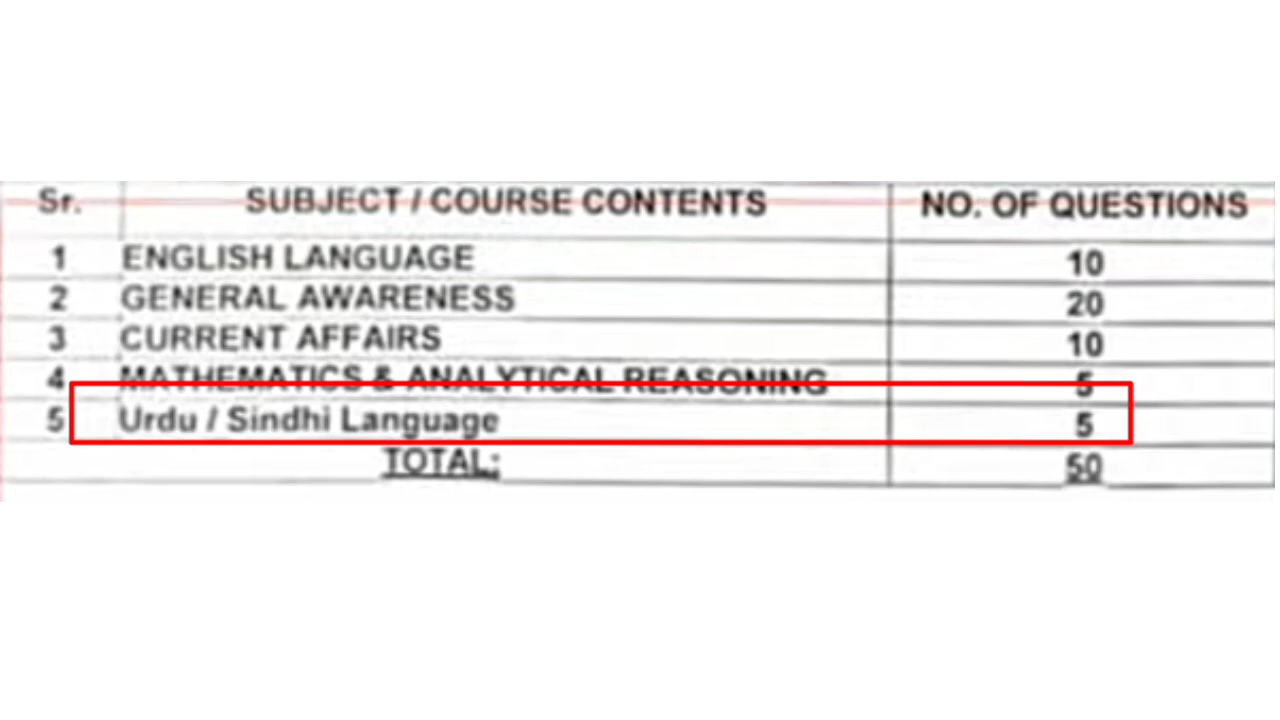 Sr. SUBJECT / COURSE CONTENTS NO. OF QUESTIONS
1 ENGLISH LANGUAGE 10
2 GENERAL AWARENESS 20
3 CURRENT AFFAIRS 10
4 MATHEMATICS & ANALYTICAL REASONING 5
5 Urdu / Sindhi Language 5
TOTAL: 50